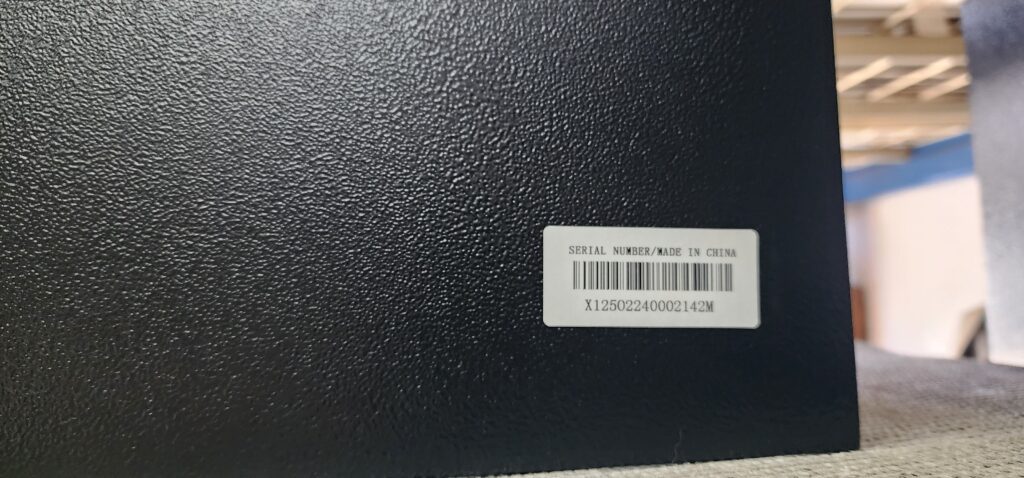 SERIAL NUMBER/MADE IN CHINA
X12502240002142M